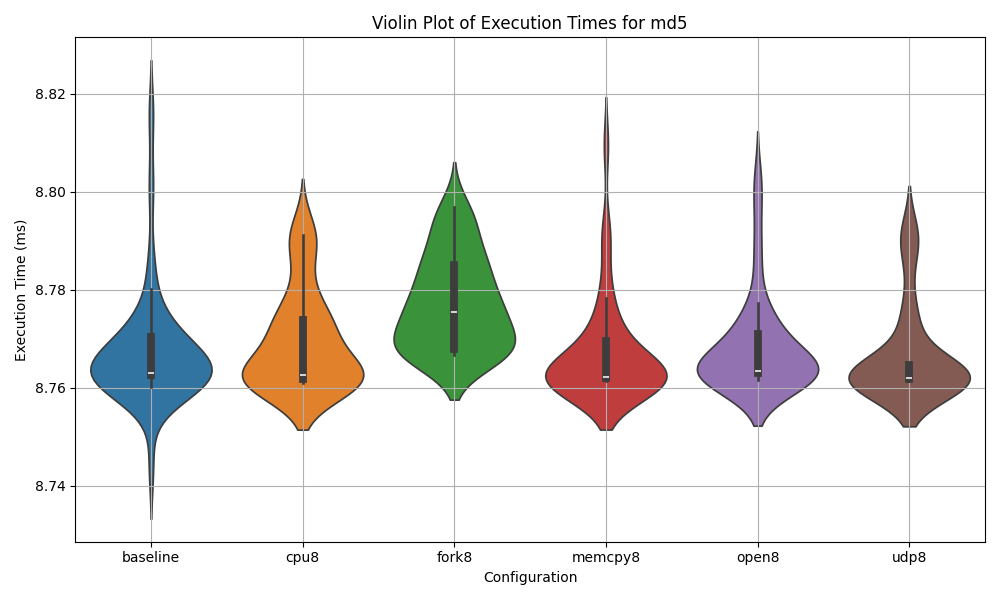 Violin Plot of Execution Times for md5
Execution Time (ms)
8.82
8.80
8.78
8.76
8.74
baseline cpu8 fork8 memcpy8 open8 udp8
Configuration